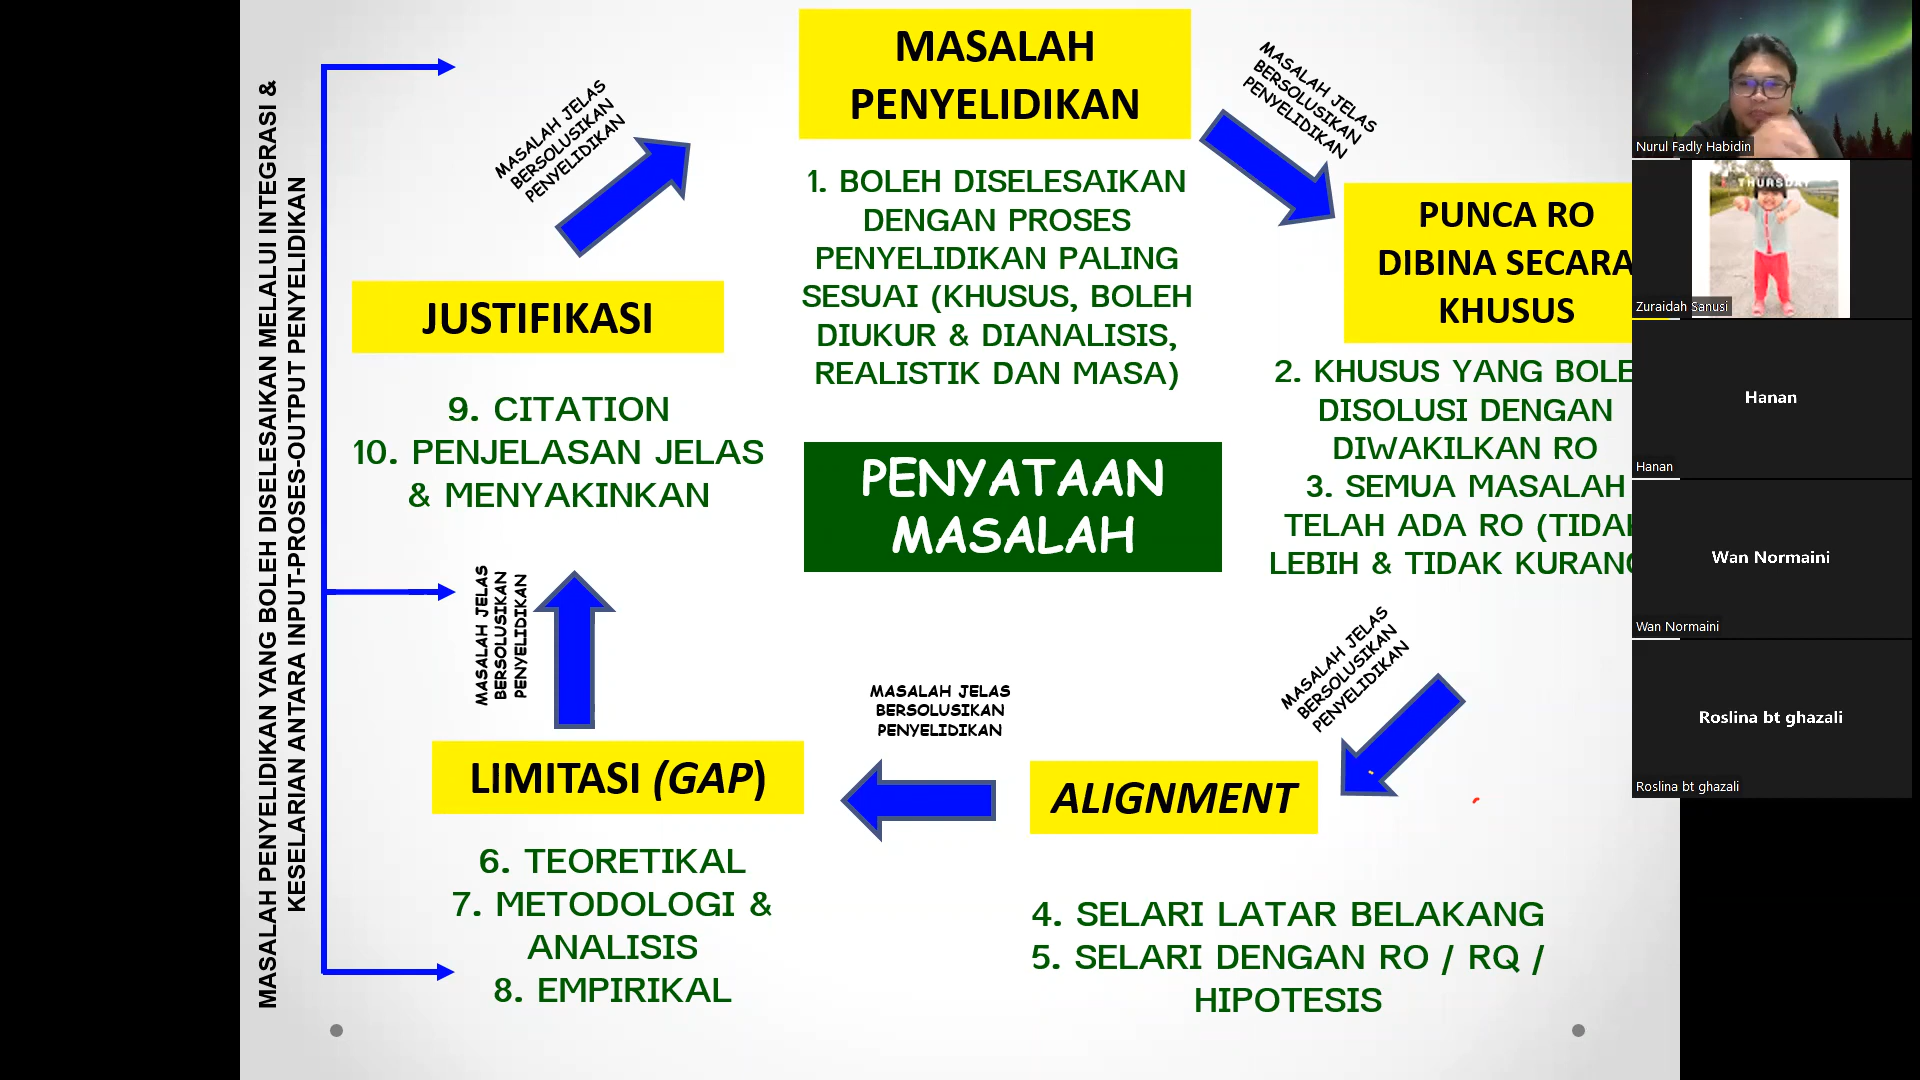 MASALAH PENYELIDIKAN YANG BOLEH DISELESAIKAN MELALUI INTEGRASI &
KESELARIAN ANTARA INPUT-PROSES-OUTPUT PENYELIDIKAN
MASALAH
PENYELIDIKAN
1. BOLEH DISELESAIKAN
DENGAN PROSES
PENYELIDIKAN PALING
SESUAI (KHUSUS, BOLEH
DIUKUR & DIANALISIS,
REALISTIK DAN MASA)
MASALAH JELAS
BERSOLUSIKAN
PENYELIDIKAN
PUNCA RO
DIBINA SECARA
KHUSUS
2. KHUSUS YANG BOLE
DISOLUSI DENGAN
DIWAKILKAN RO
3. SEMUA MASALAH
TELAH ADA RO (TIDAK
LEBIH & TIDAK KURANG
MASALAH JELAS
BERSOLUSIKAN
PENYELIDIKAN
ALIGNMENT
4. SELARI LATAR BELAKANG
5. SELARI DENGAN RO / RQ /
HIPOTESIS
MASALAH JELAS
BERSOLUSIKAN
PENYELIDIKAN
LIMITASI (GAP)
6. TEORETIKAL
7. METODOLOGI &
ANALISIS
8. EMPIRIKAL
MASALAH JELAS
BERSOLUSIKAN
PENYELIDIKAN
JUSTIFIKASI
9. CITATION
10. PENJELASAN JELAS
& MENYAKINKAN
MASALAH JELAS
BERSOLUSIKAN
PENYELIDIKAN
PENYATAAN
MASALAH
Nurul Fadly Habidin
THURSDAY
Zuraidah Sanusi
Hanan
Hanan
Wan Normaini
Wan Normaini
Roslina bt ghazali
Roslina bt ghazali